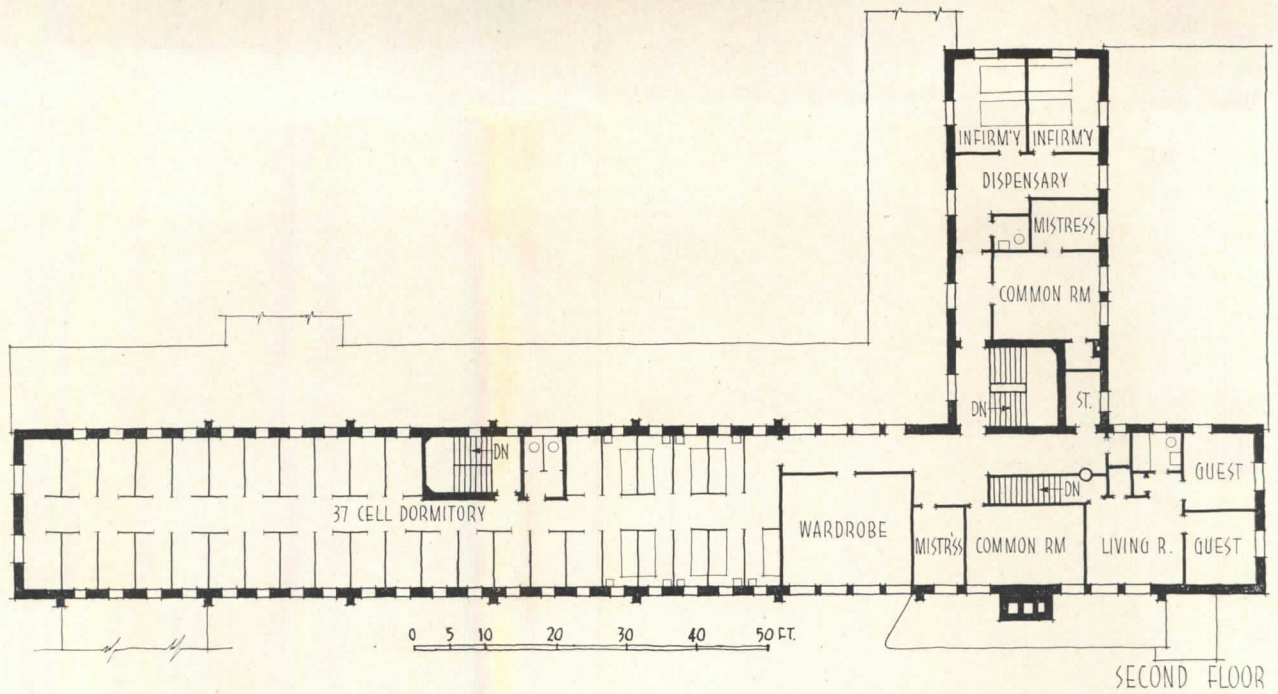 INFIRM'Y INFIRM'Y
DISPENSARY
MISTRESS
COMMON RM
DN
ST.
DN
37 CELL DORMITORY
WARDROBE
MISTR'SS
COMMON RM
DN
LIVING R.
GUEST
GUEST
0 5 10 20 30 40 50 FT.
SECOND FLOOR